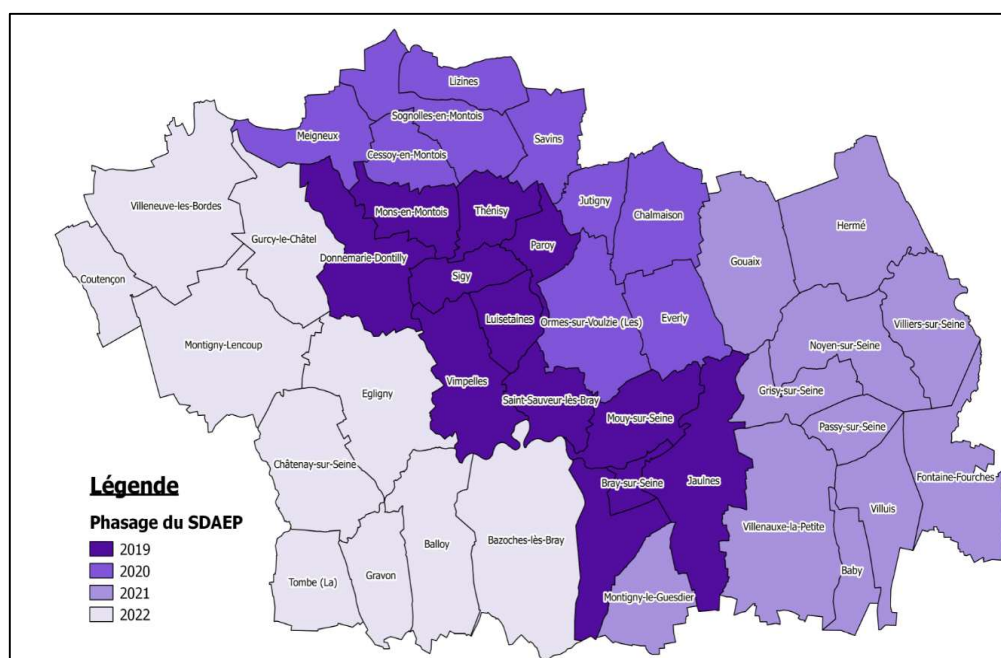 Lizines
Sognolles-en-Montois
Meigneux
Savins
Cessoy-en-Montois
Jutigny
Villeneuve-les-Bordes
Mons-en-Montois
Thénisy
Chalmaison
Hermé
Gurcy-le-Châtel
Paroy
Donnemarie-Dontilly
Gouaix
Coutençon
Sigy
Luisetaines
Ormes-sur-Voulzie (Les)
Everly
Villiers-sur-Seine
Montigny-Lencoup
Noyen-sur-Seine
Egligny
Vimpelles
Grisy-sur-Seine
Saint-Sauveur-lès-Bray
Mouy-sur-Seine
Passy-sur-Seine
Châtenay-sur-Seine
Bray-sur-Seine
Jaulnes
Fontaine-Fourches
Villuis
Villenauxe-la-Petite
Bazoches-lès-Bray
Balloy
Baby
Tombe (La)
Gravon
Montigny-le-Guesdier
Légende
Phasage du SDAEP
2019
2020
2021
2022